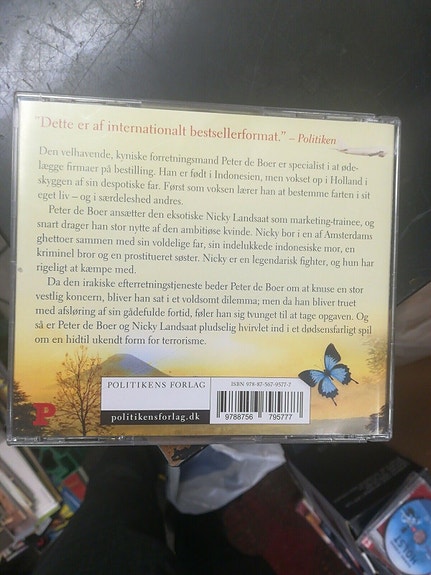 "Dette er af internationalt bestsellerformat." – Politiken
Den velhavende, kyniske forretningsmand Peter de Boer er specialist i at øde-
lægge firmaer på bestilling. Han er født i Indonesien, men vokset op i Holland i
skyggen af sin despotiske far. Først som voksen lærer han at bestemme farten i sit
eget liv – og i særdeleshed andres.
Peter de Boer ansætter den eksotiske Nicky Landsaat som marketing-trainee, og
snart drager han stor nytte af den ambitiøse kvinde. Nicky bor i en af Amsterdams
ghettoer sammen med sin voldelige far, sin indelukkede indonesiske mor, en
kriminel bror og en prostitueret søster. Nicky er en legendarisk fighter, og hun har
rigeligt at kæmpe med.
Da den irakiske efterretningstjeneste beder Peter de Boer om at knuse en stor
vestlig koncern, bliver han sat i et voldsomt dilemma; men da han bliver truet
med afsløring af sin gådefulde fortid, føler han sig tvunget til at tage opgaven. Og
så er Peter de Boer og Nicky Landsaat pludselig hvirvlet ind i et dødsensfarligt spil
om en hidtil ukendt form for terrorisme.
POLITIKENS FORLAG
politikensforlag.dk
ISBN 978-87-567-9577-7
9788756 795777
P